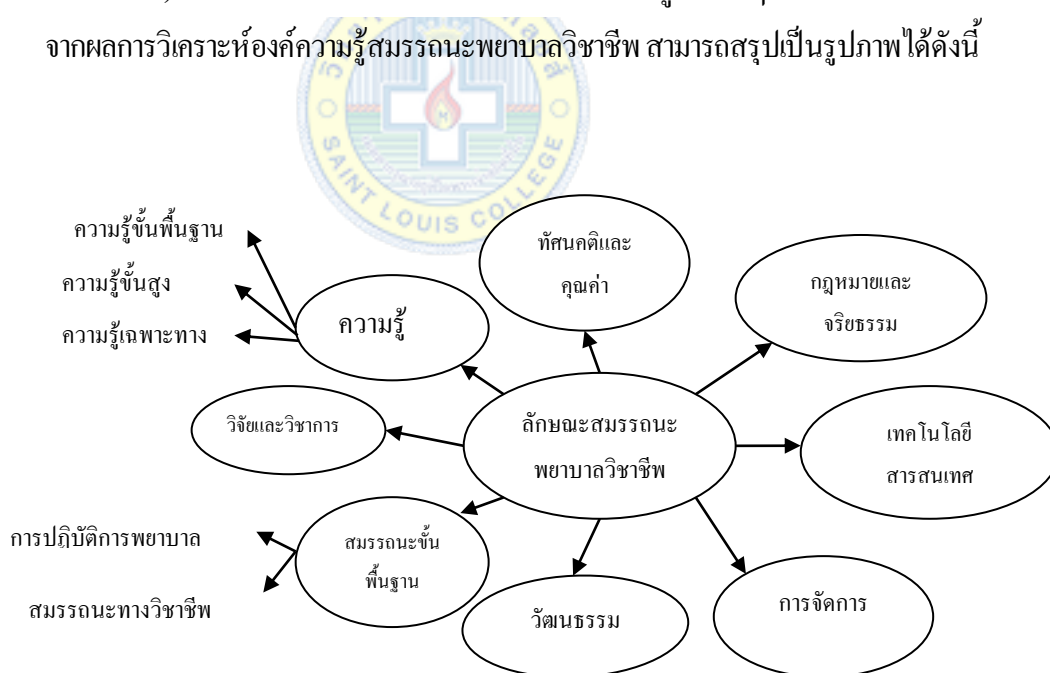 จากผลการวิเคราะห์องค์ความรู้สมรรถนะพยาบาลวิชาชีพ สามารถสรุปเป็นรูปภาพได้ดังนี้
SAINT LOUIS COLLEGE
ความรู้ขั้นพื้นฐาน
ความรู้ขั้นสูง
ความรู้เฉพาะทาง
ความรู้
ทัศนคติและ
คุณค่า
กฎหมายและ
จริยธรรม
วิจัยและวิชาการ
ลักษณะสมรรถนะ
พยาบาลวิชาชีพ
เทคโนโลยี
สารสนเทศ
การปฏิบัติการพยาบาล
สมรรถนะทางวิชาชีพ
สมรรถนะขั้น
พื้นฐาน
วัฒนธรรม
การจัดการ